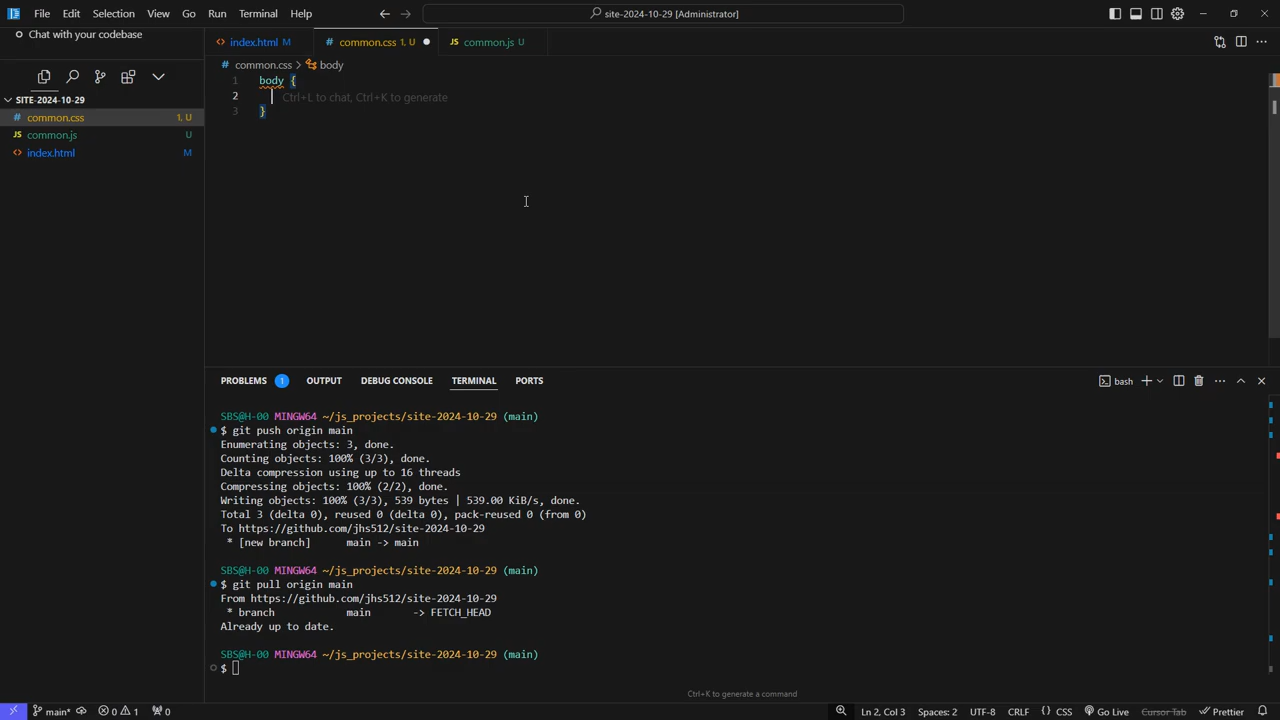 File Edit Selection View Go Run Terminal Help
site-2024-10-29 [Administrator]
Chat with your codebase
SITE-2024-10-29
common.css 1, U
common.js U
index.html M
index.html M
common.css 1, U
JS common.js U
# common.css > body
1 body {
2 Ctrl+L to chat, Ctrl+K to generate
3 }
PROBLEMS 1 OUTPUT DEBUG CONSOLE TERMINAL PORTS
bash
SBS@H-00 MINGW64 ~/js_projects/site-2024-10-29 (main)
$ git push origin main
Enumerating objects: 3, done.
Counting objects: 100% (3/3), done.
Delta compression using up to 16 threads
Compressing objects: 100% (2/2), done.
Writing objects: 100% (3/3), 539 bytes | 539.00 KiB/s, done.
Total 3 (delta 0), reused 0 (delta 0), pack-reused 0 (from 0)
To https://github.com/jhs512/site-2024-10-29
* [new branch] main -> main
SBS@H-00 MINGW64 ~/js_projects/site-2024-10-29 (main)
$ git pull origin main
From https://github.com/jhs512/site-2024-10-29
* branch main -> FETCH_HEAD
Already up to date.
SBS@H-00 MINGW64 ~/js_projects/site-2024-10-29 (main)
$
Ctrl+K to generate a command
main* 0 1 0
Ln 2, Col 3 Spaces: 2 UTF-8 CRLF {} CSS Go Live Cursor Tab Prettier